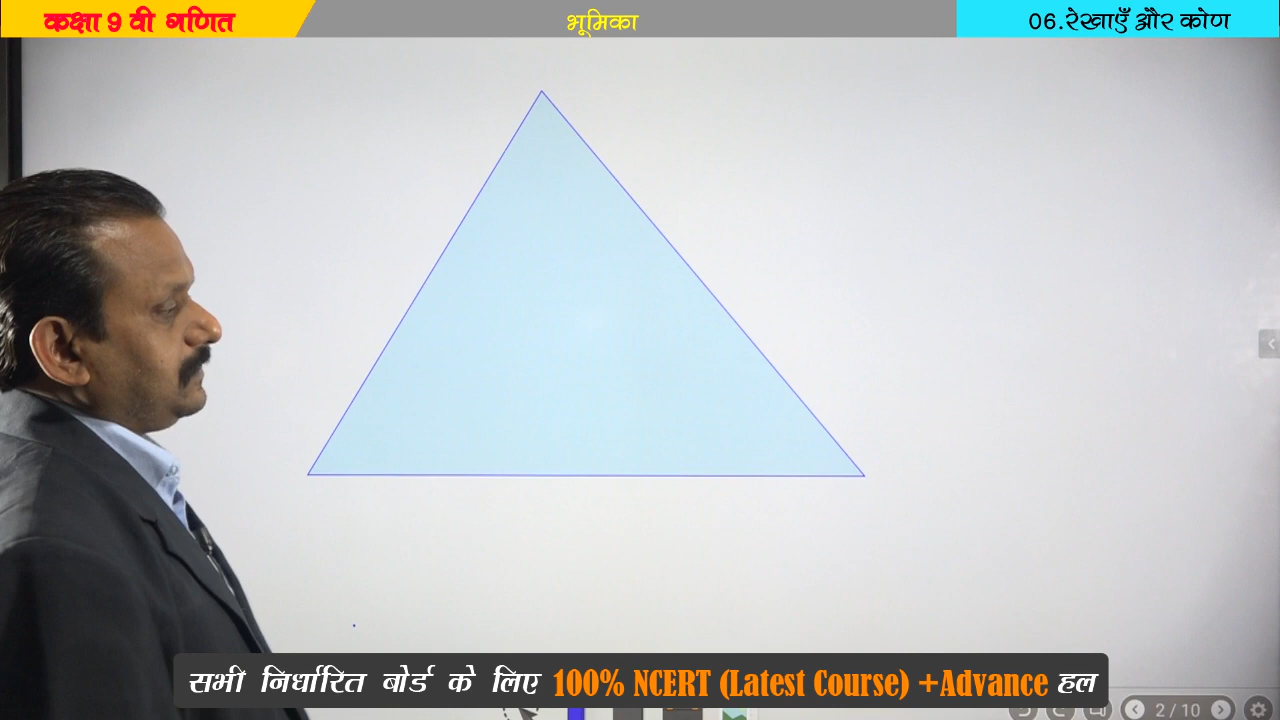 कक्षा 9 वी गणित
भूमिका
06.रेखाएँ और कोण
सभी निर्धारित बोर्ड के लिए 100% NCERT (Latest Course) +Advance हल
2 / 10